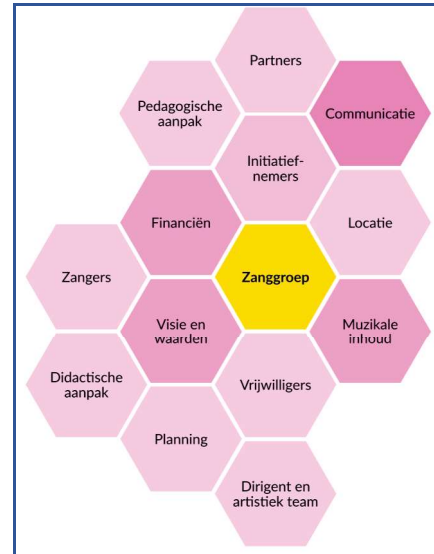 Partners
Pedagogische
aanpak
Communicatie
Initiatief-
nemers
Financiën
Locatie
Zangers
Zanggroep
Visie en
waarden
Muzikale
inhoud
Didactische
aanpak
Vrijwilligers
Planning
Dirigent en
artistiek team